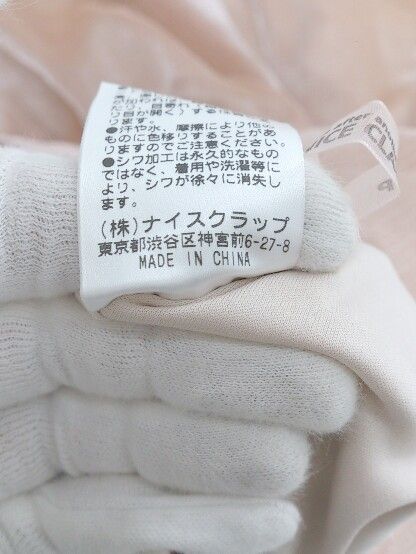 ●汗や水、摩擦により他の
ものに色移りすることがあ
りますのでご注意ください。
●シワ加工は永久的なもの
ではなく、着用や洗濯等に
より、シワが徐々に消失し
ます。
(株)ナイスクラップ
東京都渋谷区神宮前6-27-8
MADE IN CHINA